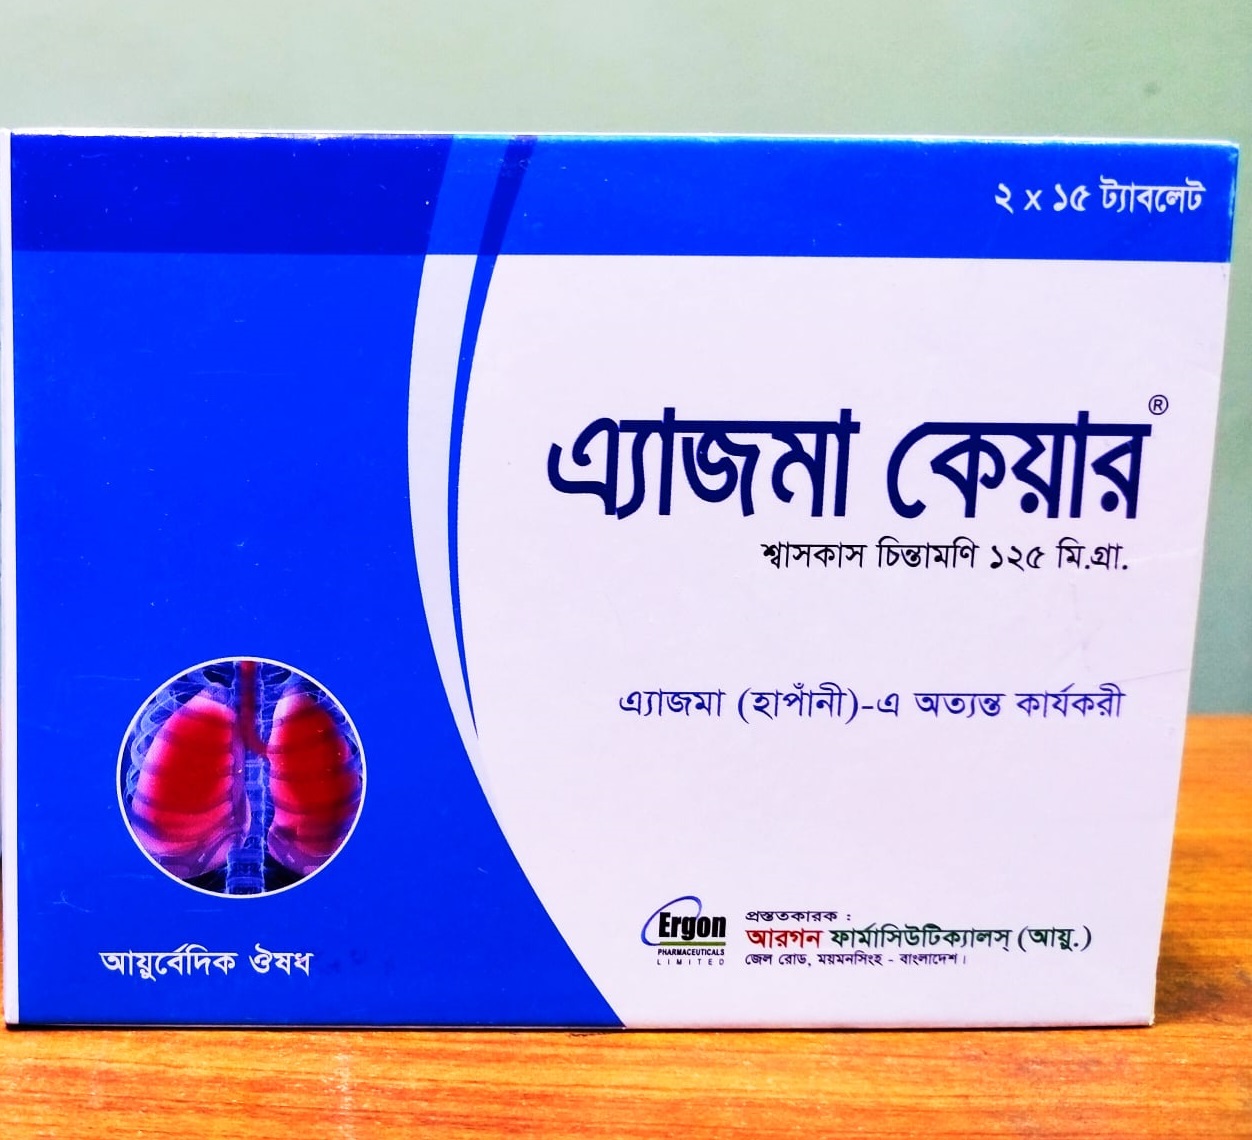 ২ x ১৫ ট্যাবলেট
এ্যাজমা কেয়ার®
শ্বাসকাস চিন্তামণি ১২৫ মি.গ্রা.
এ্যাজমা (হাপাঁনী)-এ অত্যন্ত কার্যকরী
Ergon
PHARMACEUTICALS
LIMITED
প্রস্তুতকারক :
আরগন ফার্মাসিউটিক্যালস্ (আয়ু.)
জেল রোড, ময়মনসিংহ - বাংলাদেশ।
আয়ুর্বেদিক ঔষধ